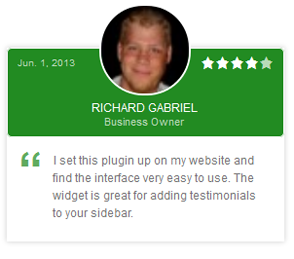 Jun. 1, 2013
RICHARD GABRIEL
Business Owner
“ I set this plugin up on my website and
find the interface very easy to use. The
widget is great for adding testimonials
to your sidebar.